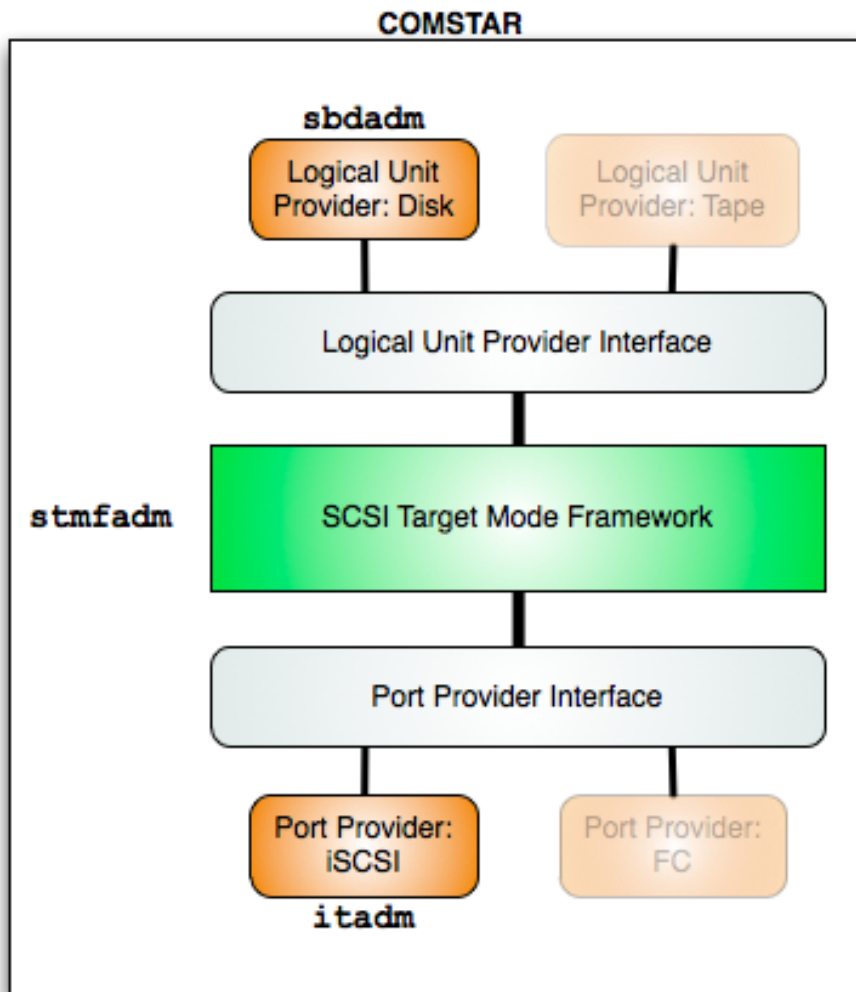 COMSTAR
sbdadm
Logical Unit
Provider: Disk
Logical Unit
Provider: Tape
Logical Unit Provider Interface
stmfadm
SCSI Target Mode Framework
Port Provider Interface
Port Provider:
iSCSI
Port Provider:
FC
itadm